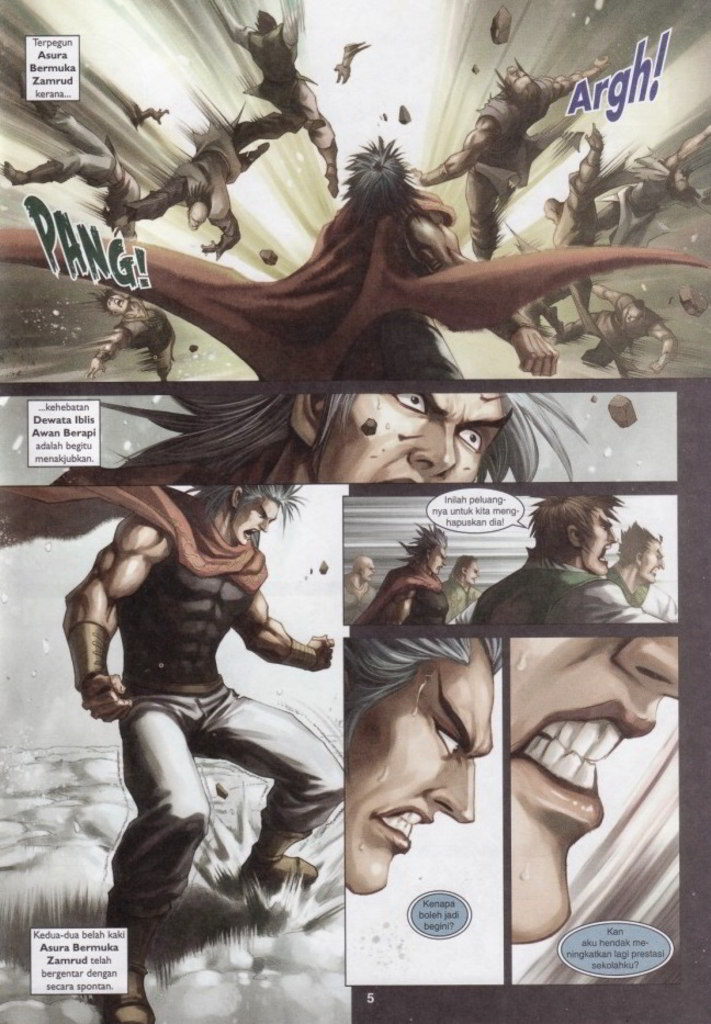 Terpegun
Asura
Bermuka
Zamrud
kerana...
Argh!
PANG!
...kehebatan
Dewata Iblis
Awan Berapi
adalah begitu
menakjubkan.
Inilah peluang-
nya untuk kita meng-
hapuskan dia!
Kenapa
boleh jadi
begini?
Kan
aku hendak me-
ningkatkan lagi prestasi
sekolahku?
Kedua-dua belah kaki
Asura Bermuka
Zamrud telah
bergentar dengan
secara spontan.
5